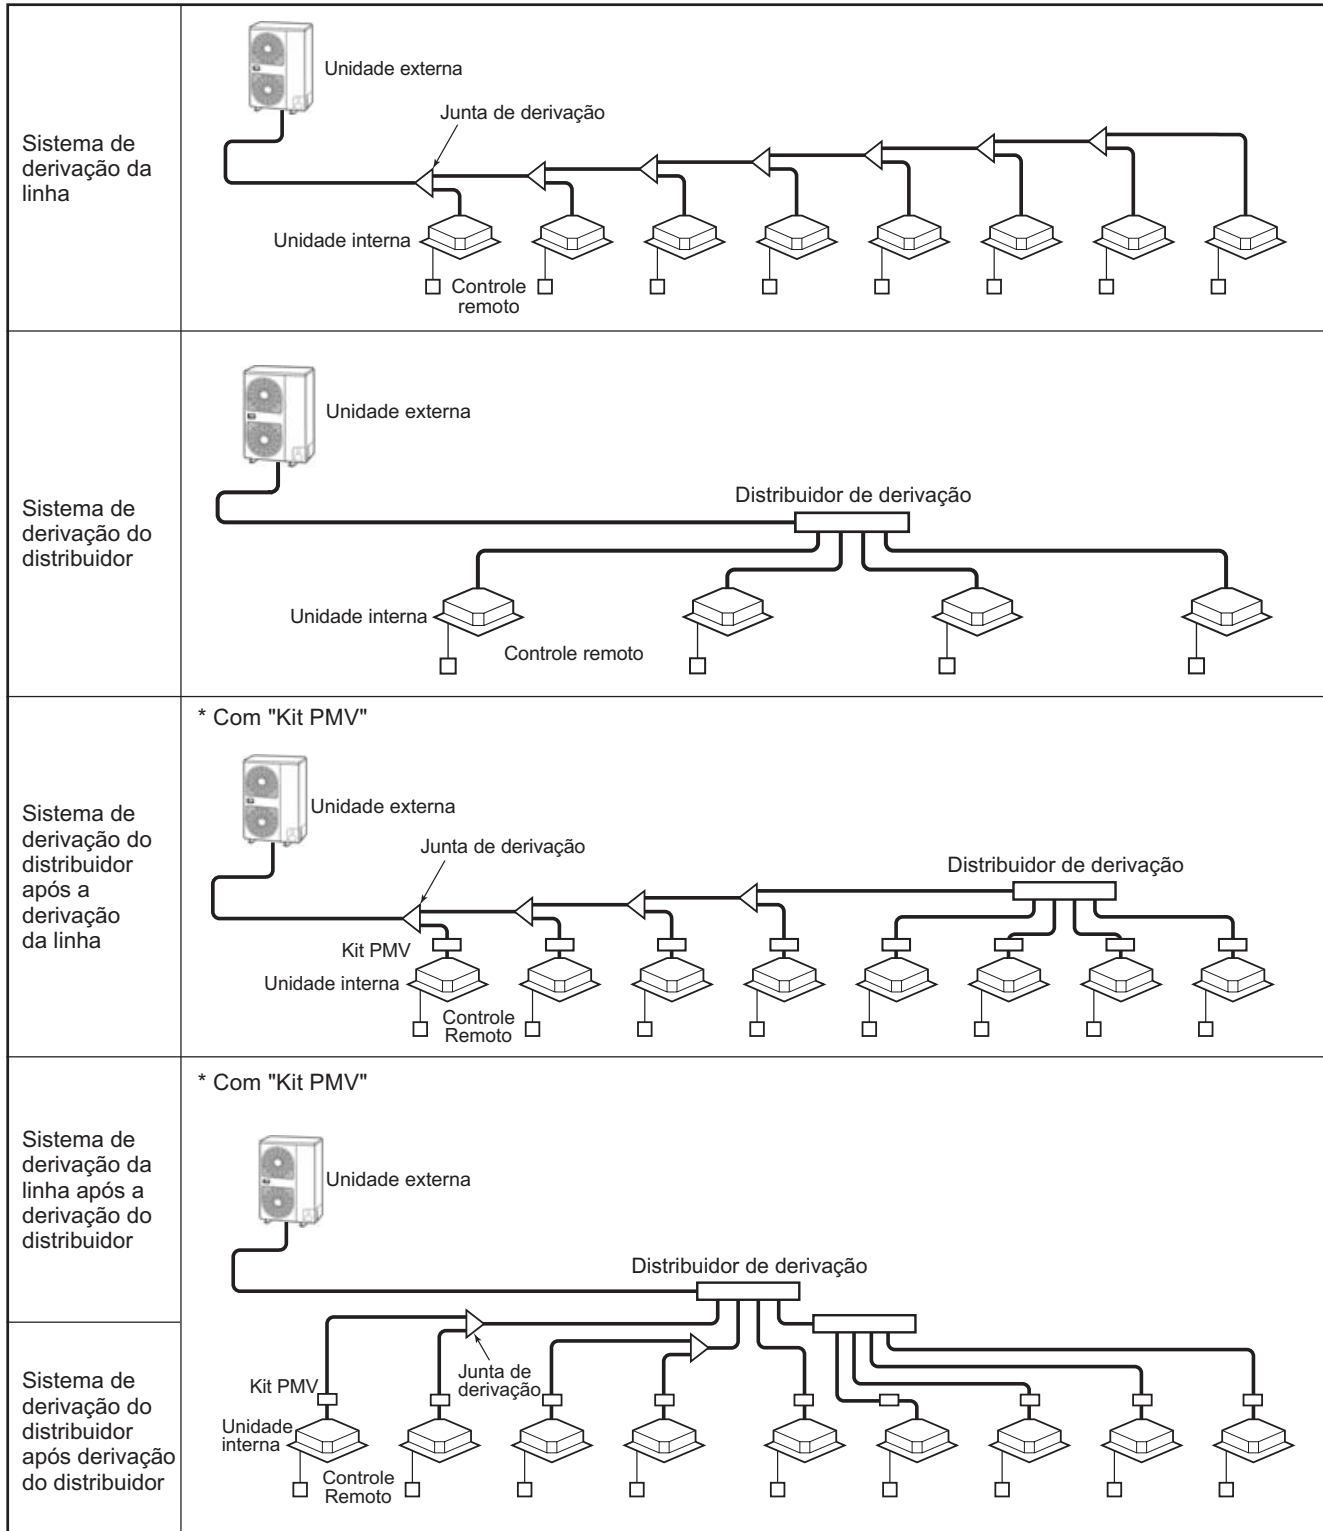 Sistema de
derivação da
linha
Unidade externa
Junta de derivação
Unidade interna
Controle
remoto
Sistema de
derivação do
distribuidor
Unidade externa
Distribuidor de derivação
Unidade interna
Controle remoto
Sistema de
derivação do
distribuidor
após a
derivação
da linha
* Com "Kit PMV"
Unidade externa
Junta de derivação
Distribuidor de derivação
Kit PMV
Unidade interna
Controle
Remoto
Sistema de
derivação da
linha após a
derivação do
distribuidor
* Com "Kit PMV"
Unidade externa
Distribuidor de derivação
Junta de
derivação
Kit PMV
Unidade
interna
Controle
Remoto
Sistema de
derivação do
distribuidor
após derivação
do distribuidor